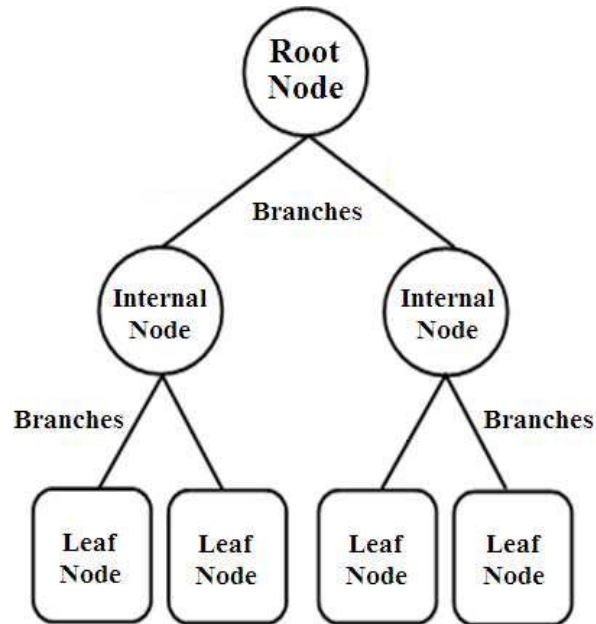 Root
Node
Branches
Internal
Node
Internal
Node
Branches
Branches
Leaf
Node
Leaf
Node
Leaf
Node
Leaf
Node